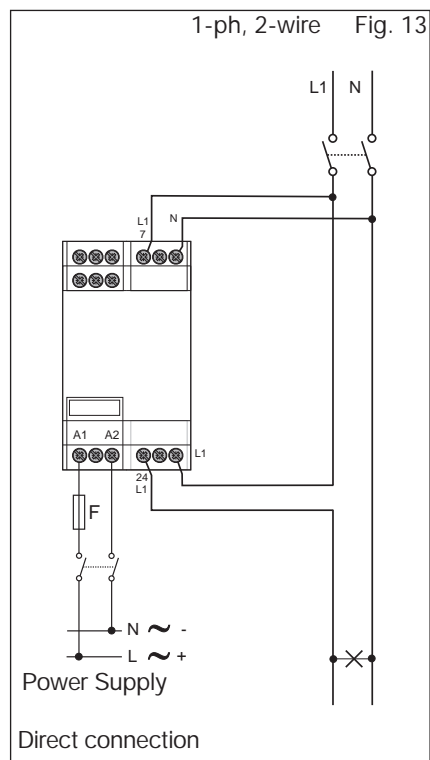 1-ph, 2-wire Fig. 13
L1 N
L1 N
7
A1 A2 L1
24
L1
F
N ~ -
L ~ +
Power Supply
Direct connection